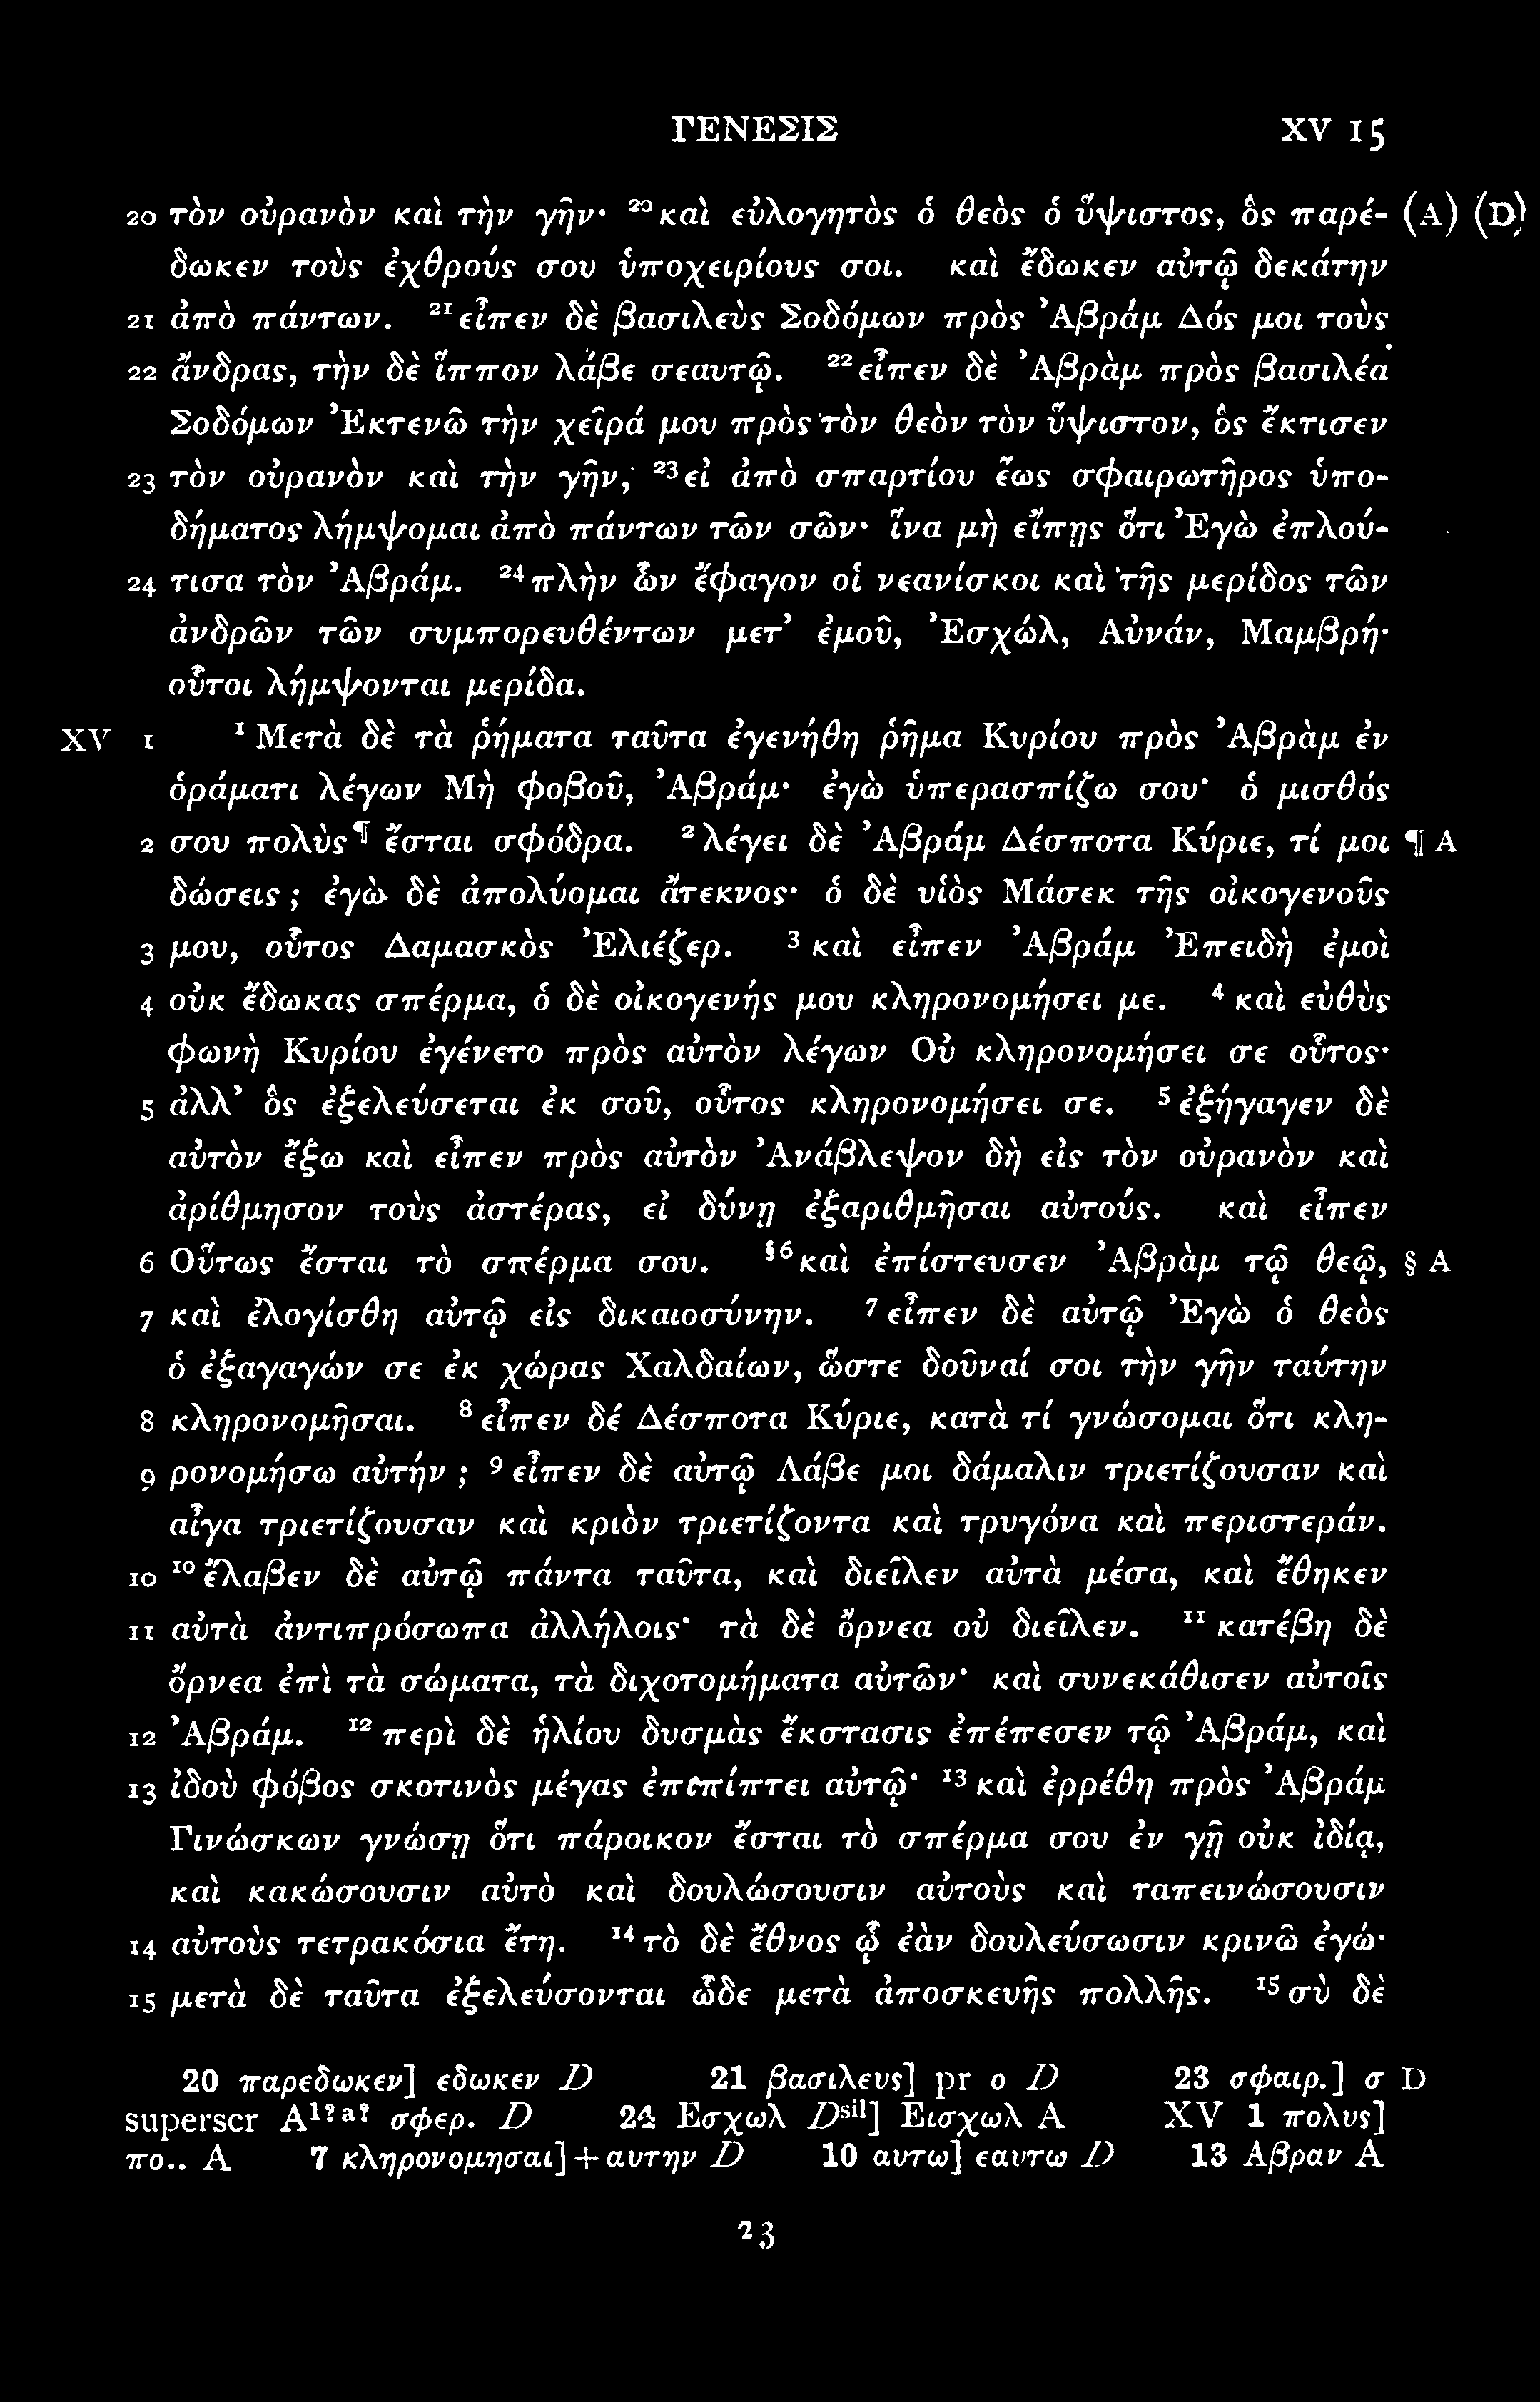 ΓΕΝΕΣΙΣ XV 15
20 τὸν οὐρανὸν καὶ τὴν γῆν· ²⁰καὶ εὐλογητὸς ὁ θεὸς ὁ ὕψιστος, ὃς παρέ- (A) (D)
δωκεν τοὺς ἐχθρούς σου ὑποχειρίους σοι. καὶ ἔδωκεν αὐτῷ δεκάτην
21 ἀπὸ πάντων. ²¹εἶπεν δὲ βασιλεὺς Σοδόμων πρὸς Ἀβράμ Δός μοι τοὺς
22 ἄνδρας, τὴν δὲ ἵππον λάβε σεαυτῷ. ²²εἶπεν δὲ Ἀβρὰμ πρὸς βασιλέα
Σοδόμων Ἐκτενῶ τὴν χεῖρά μου πρὸς τὸν θεὸν τὸν ὕψιστον, ὃς ἔκτισεν
23 τὸν οὐρανὸν καὶ τὴν γῆν, ²³εἰ ἀπὸ σπαρτίου ἕως σφαιρωτῆρος ὑπο-
δήματος λήμψομαι ἀπὸ πάντων τῶν σῶν· ἵνα μὴ εἴπῃς ὅτι Ἐγὼ ἐπλού-
24 τισα τὸν Ἀβράμ. ²⁴πλὴν ὧν ἔφαγον οἱ νεανίσκοι καὶ τῆς μερίδος τῶν
ἀνδρῶν τῶν συμπορευθέντων μετ’ ἐμοῦ, Ἐσχώλ, Αὐνάν, Μαμβρή·
οὗτοι λήμψονται μερίδα.
XV 1 ¹Μετὰ δὲ τὰ ῥήματα ταῦτα ἐγενήθη ῥῆμα Κυρίου πρὸς Ἀβρὰμ ἐν
ὁράματι λέγων Μὴ φοβοῦ, Ἀβράμ· ἐγὼ ὑπερασπίζω σου· ὁ μισθός
2 σου πολὺς¶ ἔσται σφόδρα. ²λέγει δὲ Ἀβράμ Δέσποτα Κύριε, τί μοι ¶ A
δώσεις; ἐγὼ δὲ ἀπολύομαι ἄτεκνος· ὁ δὲ υἱὸς Μάσεκ τῆς οἰκογενοῦς
3 μου, οὗτος Δαμασκὸς Ἐλιέζερ. ³καὶ εἶπεν Ἀβράμ Ἐπειδὴ ἐμοὶ
4 οὐκ ἔδωκας σπέρμα, ὁ δὲ οἰκογενής μου κληρονομήσει με. ⁴καὶ εὐθὺς
φωνὴ Κυρίου ἐγένετο πρὸς αὐτὸν λέγων Οὐ κληρονομήσει σε οὗτος·
5 ἀλλ’ ὃς ἐξελεύσεται ἐκ σοῦ, οὗτος κληρονομήσει σε. ⁵ἐξήγαγεν δὲ
αὐτὸν ἔξω καὶ εἶπεν πρὸς αὐτὸν Ἀνάβλεψον δὴ εἰς τὸν οὐρανὸν καὶ
ἀρίθμησον τοὺς ἀστέρας, εἰ δύνῃ ἐξαριθμῆσαι αὐτούς. καὶ εἶπεν
6 Οὕτως ἔσται τὸ σπέρμα σου. §⁶καὶ ἐπίστευσεν Ἀβρὰμ τῷ θεῷ, § A
7 καὶ ἐλογίσθη αὐτῷ εἰς δικαιοσύνην. ⁷εἶπεν δὲ αὐτῷ Ἐγὼ ὁ θεὸς
ὁ ἐξαγαγών σε ἐκ χώρας Χαλδαίων, ὥστε δοῦναί σοι τὴν γῆν ταύτην
8 κληρονομῆσαι. ⁸εἶπεν δέ Δέσποτα Κύριε, κατὰ τί γνώσομαι ὅτι κλη-
9 ρονομήσω αὐτήν; ⁹εἶπεν δὲ αὐτῷ Λάβε μοι δάμαλιν τριετίζουσαν καὶ
αἶγα τριετίζουσαν καὶ κριὸν τριετίζοντα καὶ τρυγόνα καὶ περιστεράν.
10 ¹⁰ἔλαβεν δὲ αὐτῷ πάντα ταῦτα, καὶ διεῖλεν αὐτὰ μέσα, καὶ ἔθηκεν
11 αὐτὰ ἀντιπρόσωπα ἀλλήλοις· τὰ δὲ ὄρνεα οὐ διεῖλεν. ¹¹κατέβη δὲ
ὄρνεα ἐπὶ τὰ σώματα, τὰ διχοτομήματα αὐτῶν· καὶ συνεκάθισεν αὐτοῖς
12 Ἀβράμ. ¹²περὶ δὲ ἡλίου δυσμὰς ἔκστασις ἐπέπεσεν τῷ Ἀβράμ, καὶ
13 ἰδοὺ φόβος σκοτινὸς μέγας ἐπιπίπτει αὐτῷ· ¹³καὶ ἐρρέθη πρὸς Ἀβράμ
Γινώσκων γνώσῃ ὅτι πάροικον ἔσται τὸ σπέρμα σου ἐν γῇ οὐκ ἰδίᾳ,
καὶ κακώσουσιν αὐτὸ καὶ δουλώσουσιν αὐτοὺς καὶ ταπεινώσουσιν
14 αὐτοὺς τετρακόσια ἔτη. ¹⁴τὸ δὲ ἔθνος ᾧ ἐὰν δουλεύσωσιν κρινῶ ἐγώ·
15 μετὰ δὲ ταῦτα ἐξελεύσονται ὧδε μετὰ ἀποσκευῆς πολλῆς. ¹⁵σὺ δὲ
20 παρεδωκεν] εδωκεν D 21 βασιλευς] pr ο D 23 σφαιρ.] σ D
superscr A¹ˀᵃˀ σφερ. D 24 Εσχωλ Dˢⁱˡ] Εισχωλ A XV 1 πολυς]
πο.. A 7 κληρονομησαι]+αυτην D 10 αυτω] εαυτω D 13 Αβραν A
23